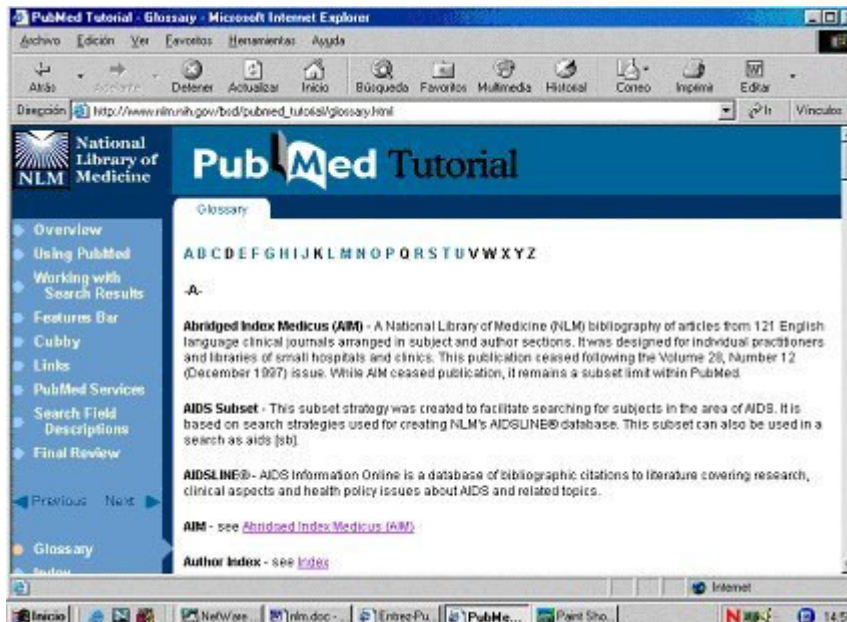 PubMed Tutorial - Glossary - Microsoft Internet Explorer
Archivo Edición Ver Favoritos Herramientas Ayuda
Atrás Adelante Detener Actualizar Inicio Búsqueda Favoritos Multimedia Historial Correo Imprimir Editar
Dirección http://www.nlm.nih.gov/bsd/pubmed_tutorial/glossary.html Ir Vínculos
National
Library of
NLM Medicine
PubMed Tutorial
Glossary
Overview
Using PubMed
Working with
Search Results
Features Bar
Cubby
Links
PubMed Services
Search Field
Descriptions
Final Review
Previous Next
Glossary
Index
A B C D E F G H I J K L M N O P Q R S T U V W X Y Z
-A-
Abridged Index Medicus (AIM) - A National Library of Medicine (NLM) bibliography of articles from 121 English
language clinical journals arranged in subject and author sections. It was designed for individual practitioners
and libraries of small hospitals and clinics. This publication ceased following the Volume 28, Number 12
(December 1997) issue. While AIM ceased publication, it remains a subset limit within PubMed.
AIDS Subset - This subset strategy was created to facilitate searching for subjects in the area of AIDS. It is
based on search strategies used for creating NLM's AIDSLINE® database. This subset can also be used in a
search as aids [sb].
AIDSLINE® - AIDS Information Online is a database of bibliographic citations to literature covering research,
clinical aspects and health policy issues about AIDS and related topics.
AIM - see Abridged Index Medicus (AIM)
Author Index - see Index
Internet
Inicio NetWare... nlm.doc -... Entrez-Pu... PubMe... Paint Sho... 14:5